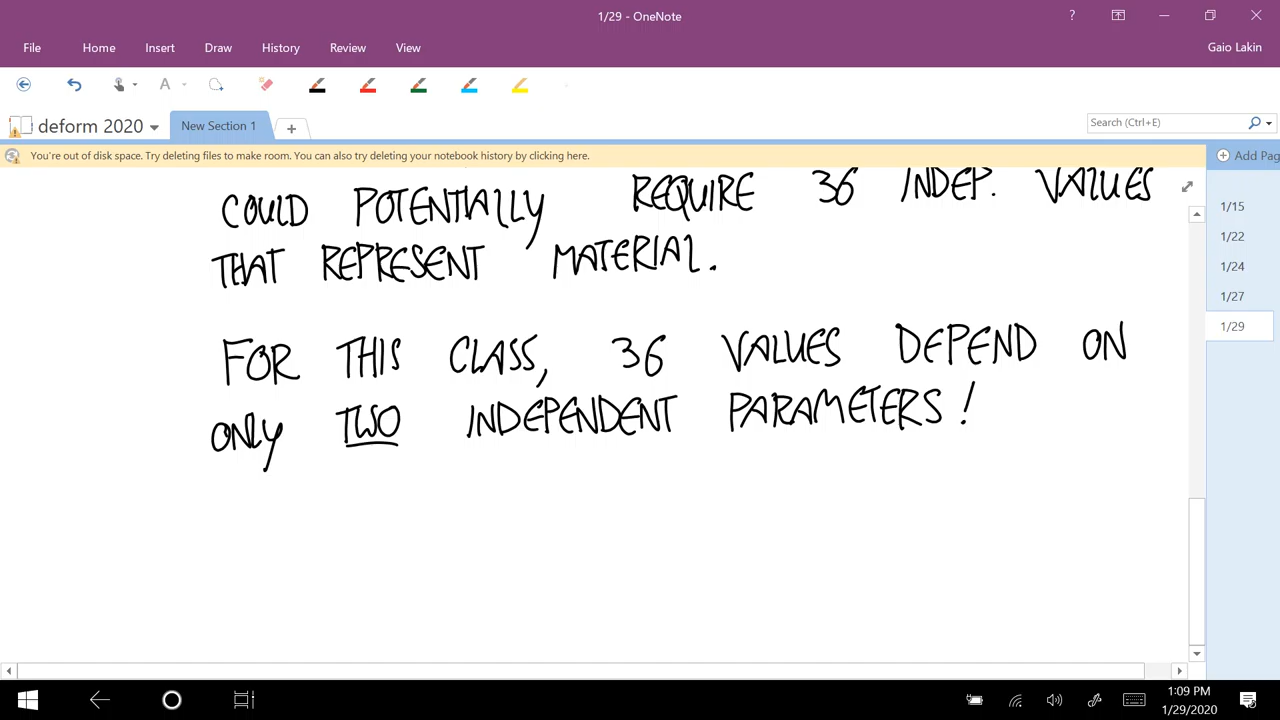 1/29 - OneNote
?
File Home Insert Draw History Review View Gaio Lakin
A
deform 2020 New Section 1 + Search (Ctrl+E)
You're out of disk space. Try deleting files to make room. You can also try deleting your notebook history by clicking here. Add Pag
COULD POTENTIALLY REQUIRE 36 INDEP. VALUES
THAT REPRESENT MATERIAL.
FOR THIS CLASS, 36 VALUES DEPEND ON
ONLY TWO INDEPENDENT PARAMETERS!
1/15
1/22
1/24
1/27
1/29
1:09 PM
1/29/2020